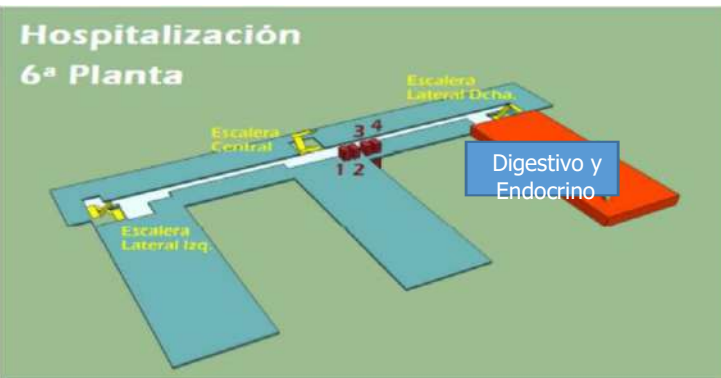 Hospitalización
6ª Planta
Escalera
Lateral Dcha.
Escalera
Central
3 4
1 2
Digestivo y
Endocrino
Escalera
Lateral Izq.